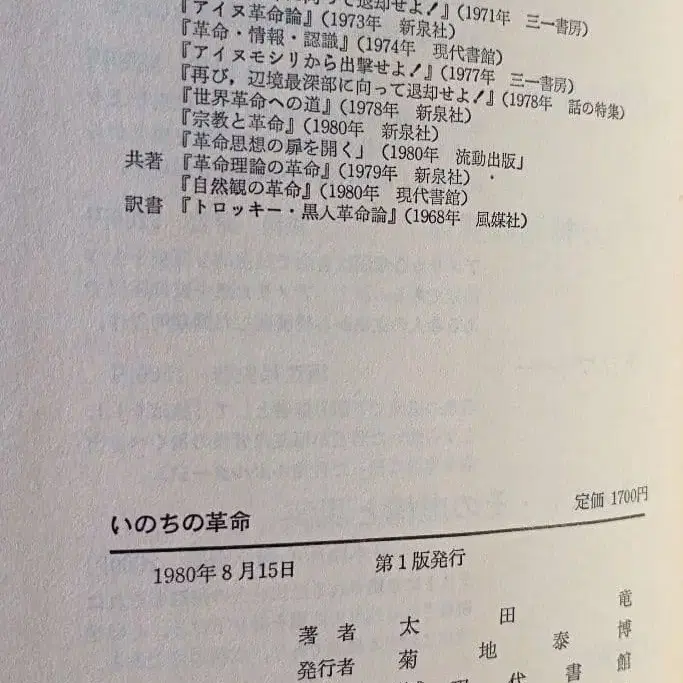 って退却せよ！』(1971年　三一書房)
『アイヌ革命論』(1973年　新泉社)
『革命・情報・認識』(1974年　現代書館)
『アイヌモシリから出撃せよ！』(1977年　三一書房)
『再び，辺境最深部に向って退却せよ！』(1978年　話の特集)
『世界革命への道』(1978年　新泉社)
『宗教と革命』(1980年　新泉社)
『革命思想の扉を開く」(1980年　流動出版」
共著　『革命理論の革命』(1979年　新泉社)・
『自然観の革命』(1980年　現代書館)
訳書　『トロツキー・黒人革命論』(1968年　風媒社)
いのちの革命　定価 1700円
1980年8月15日　第1版発行
著者　太田　竜
発行者　菊地泰博
代書館